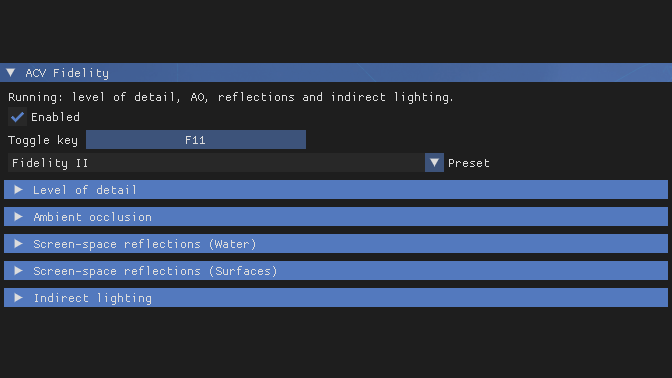 ACV Fidelity
Running: level of detail, AO, reflections and indirect lighting.
Enabled
Toggle key F11
Fidelity II Preset
Level of detail
Ambient occlusion
Screen-space reflections (Water)
Screen-space reflections (Surfaces)
Indirect lighting